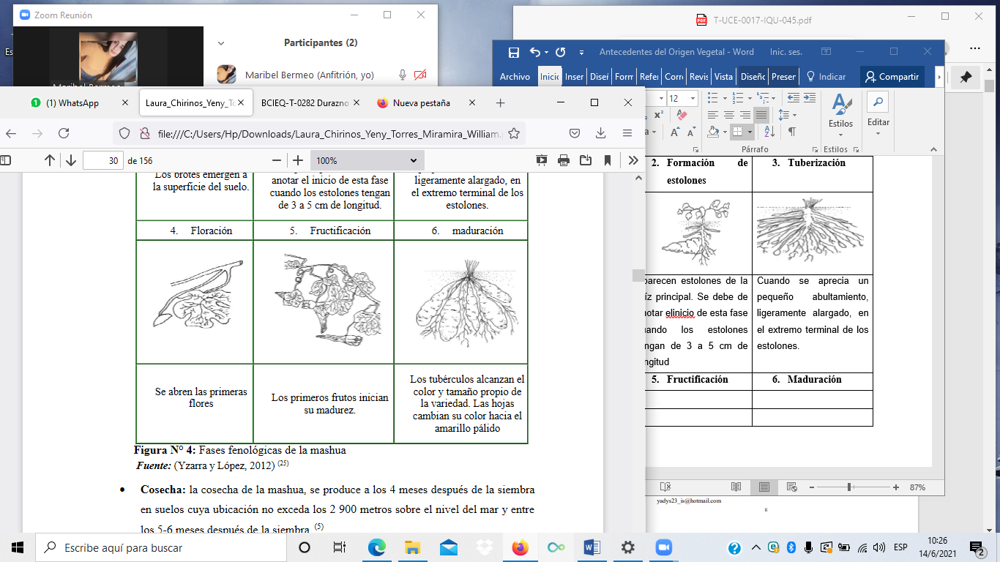 Zoom Reunión
Participantes (2)
Maribel Bermeo (Anfitrión, yo)
Maribel Bermeo
T-UCE-0017-IQU-045.pdf
Antecedentes del Origen Vegetal - Word
Inic. ses.
Archivo
Inicio
Inser
Diseñ
Form
Refer
Corre
Revis
Vista
Diseño
Presen
Indicar
Compartir
12
Estilos
Editar
Párrafo
Estilos
(1) WhatsApp
Laura_Chirinos_Yeny_To
BCIEQ-T-0282 Durazno
Nueva pestaña
file:///C:/Users/Hp/Downloads/Laura_Chirinos_Yeny_Torres_Miramira_William.
30 de 156
100%
Los brotes emergen a
la superficie del suelo.
anotar el inicio de esta fase
cuando los estolones tengan
de 3 a 5 cm de longitud.
ligeramente alargado, en
el extremo terminal de los
estolones.
4. Floración
5. Fructificación
6. maduración
Se abren las primeras
flores
Los primeros frutos inician
su madurez.
Los tubérculos alcanzan el
color y tamaño propio de
la variedad. Las hojas
cambian su color hacia el
amarillo pálido
Figura N° 4: Fases fenológicas de la mashua
Fuente: (Yzarra y López, 2012) (25)
• Cosecha: la cosecha de la mashua, se produce a los 4 meses después de la siembra
en suelos cuya ubicación no exceda los 2 900 metros sobre el nivel del mar y entre
los 5-6 meses después de la siembra. (5)
2. Formación de
estolones
3. Tuberización
parecen estolones de la
íz principal. Se debe de
notar elinicio de esta fase
uando los estolones
ngan de 3 a 5 cm de
ngitud
Cuando se aprecia un
pequeño abultamiento,
ligeramente alargado, en
el extremo terminal de los
estolones.
5. Fructificación
6. Maduración
87%
yadys23_is@hotmail.com
ii
Escribe aquí para buscar
ESP
10:26
14/6/2021
2